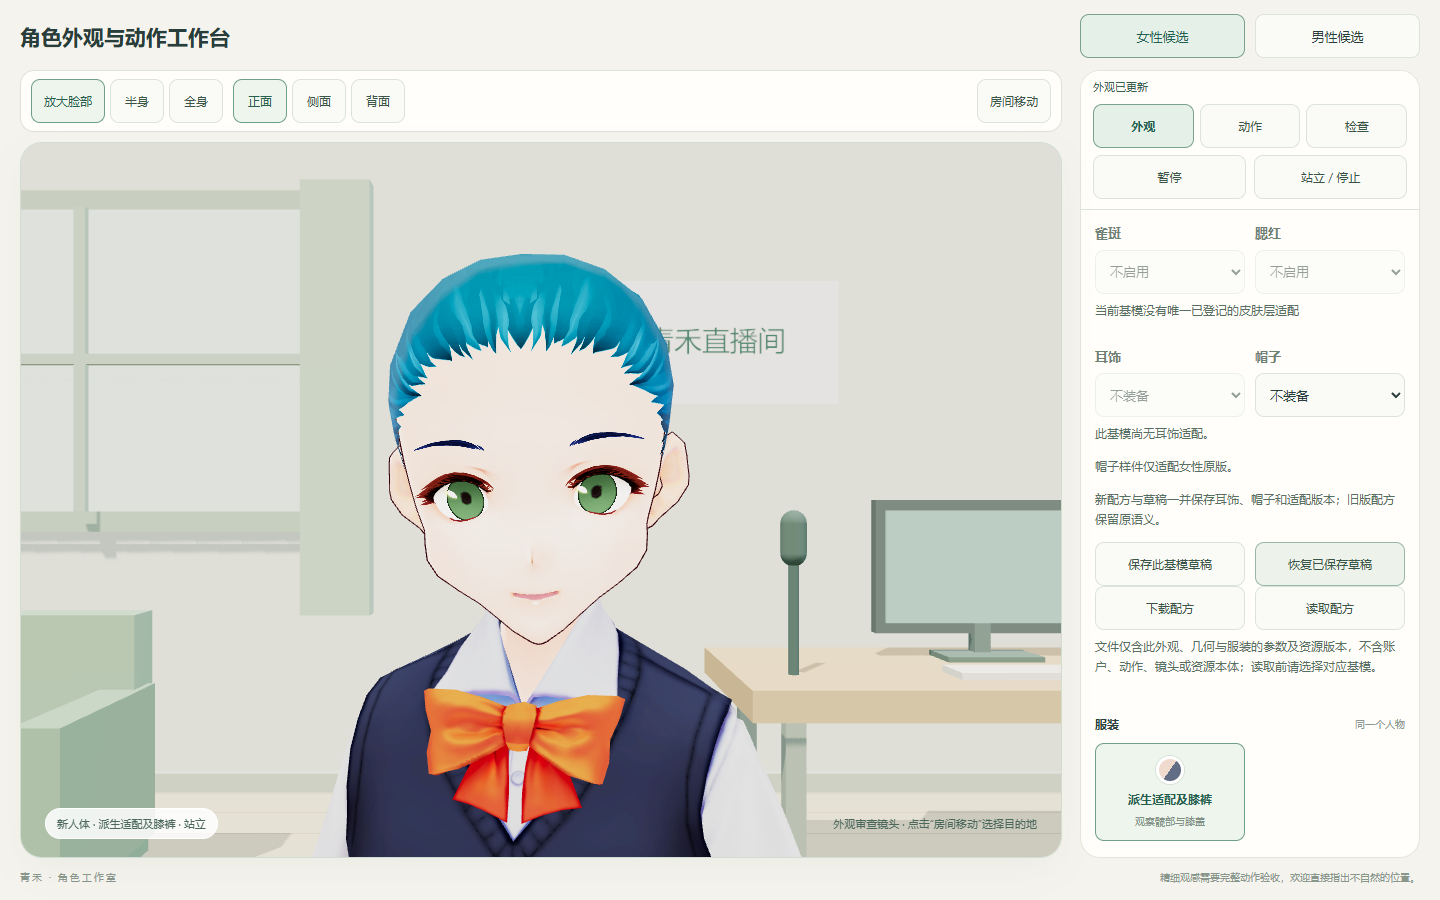 角色外观与动作工作台
女性候选
男性候选
放大脸部
半身
全身
正面
侧面
背面
房间移动
外观已更新
外观
动作
检查
暂停
站立 / 停止
雀斑
腮红
不启用
不启用
当前基模没有唯一已登记的皮肤层适配
耳饰
帽子
不装备
不装备
此基模尚无耳饰适配。
帽子样件仅适配女性原版。
新配方与草稿一并保存耳饰、帽子和适配版本；旧版配方
保留原语义。
保存此基模草稿
恢复已保存草稿
下载配方
读取配方
文件仅含此外观、几何与服装的参数及资源版本，不含账
户、动作、镜头或资源本体；读取前请选择对应基模。
服装
同一个人物
派生适配及膝裤
观察髋部与膝盖
青禾直播间
新人体 · 派生适配及膝裤 · 站立
外观审查镜头 · 点击“房间移动”选择目的地
青禾 · 角色工作室
精细观感需要完整动作验收，欢迎直接指出不自然的位置。